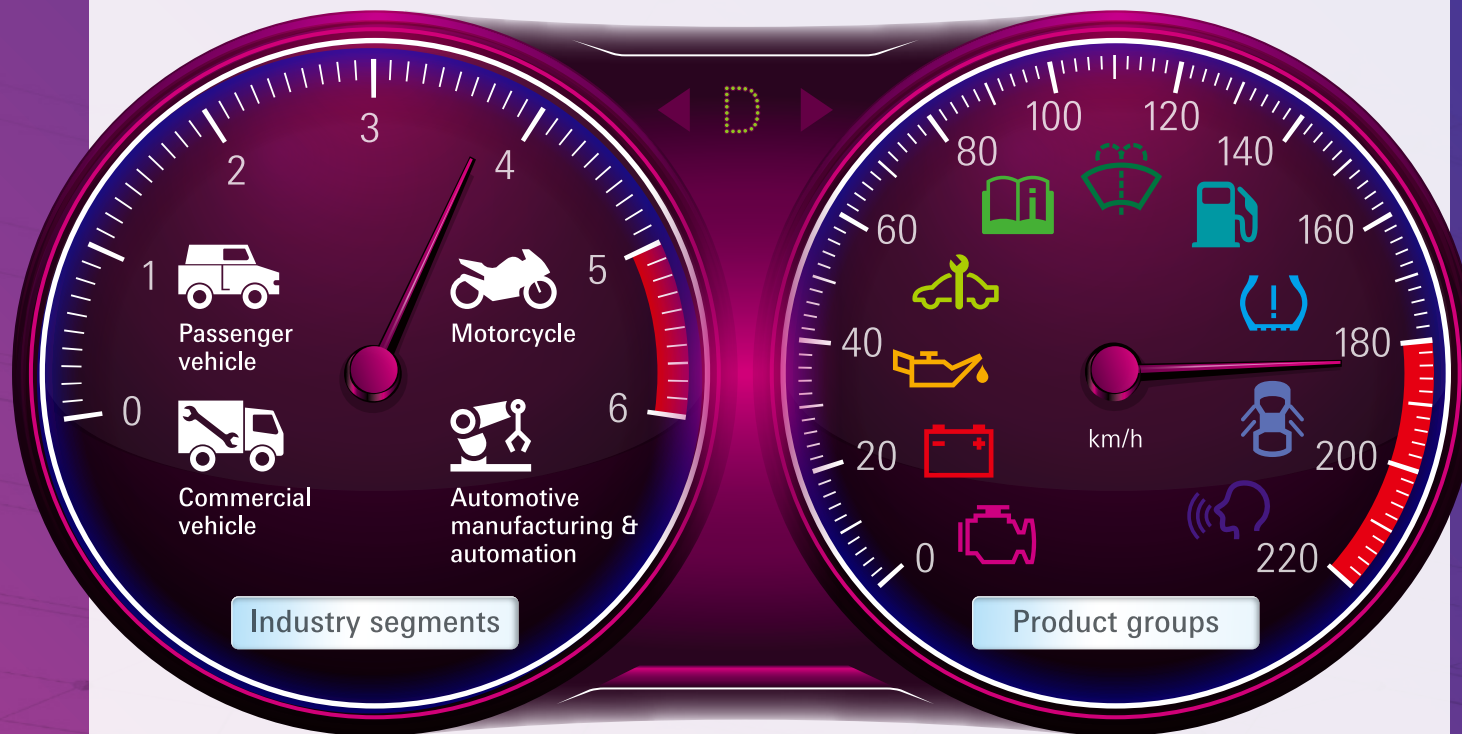 D
3
2
4
1
5
0
6
Passenger
vehicle
Motorcycle
Commercial
vehicle
Automotive
manufacturing &
automation
Industry segments
100
120
80
140
60
160
40
180
20
200
0
220
i
!
km/h
Product groups